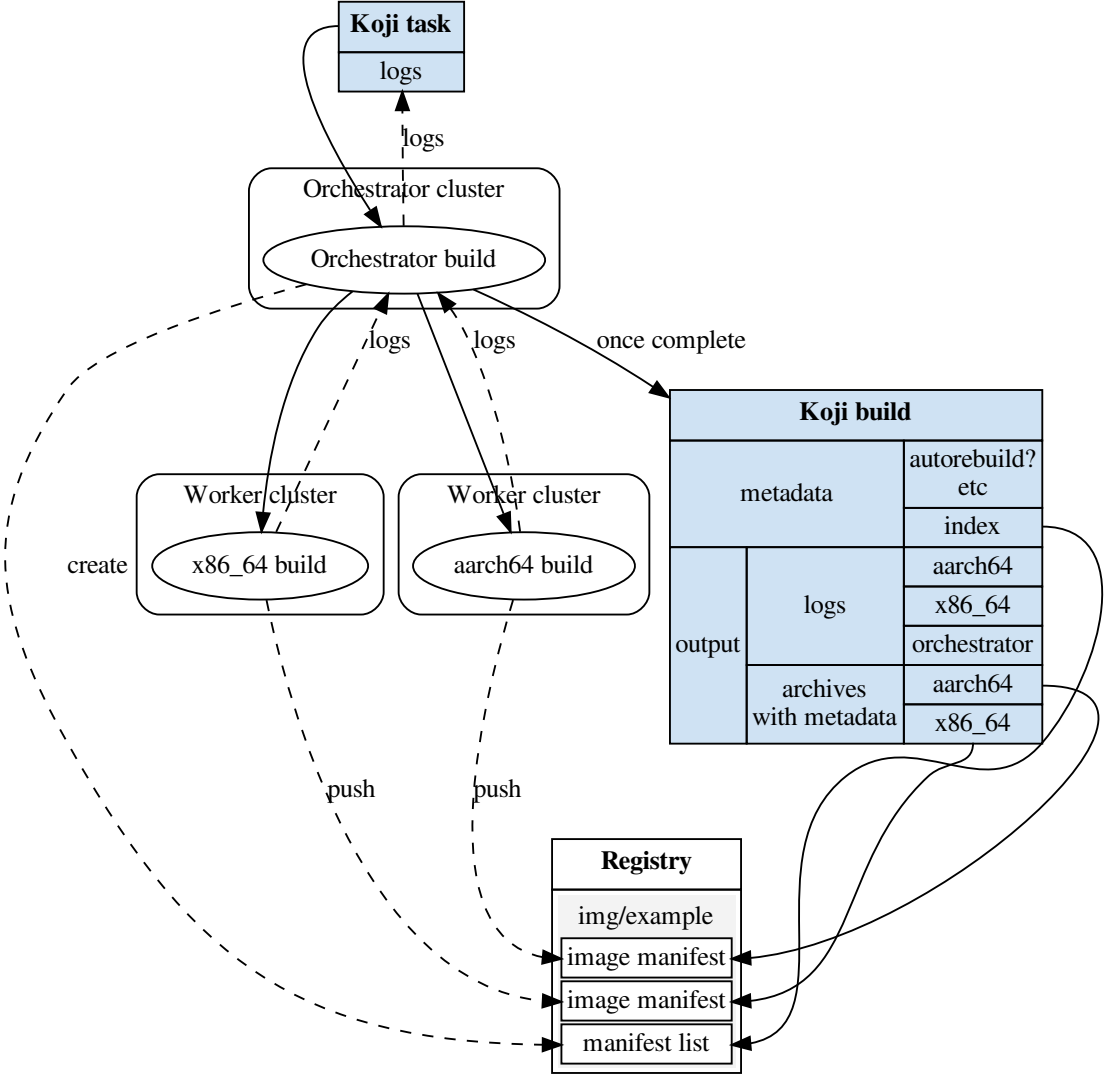 Koji task
logs
logs
Orchestrator cluster
Orchestrator build
logs
logs
once complete
Koji build
metadata
autorebuild?
etc
index
Worker cluster
Worker cluster
create
x86_64 build
aarch64 build
output
logs
aarch64
x86_64
orchestrator
archives
with metadata
aarch64
x86_64
push
push
Registry
img/example
image manifest
image manifest
manifest list